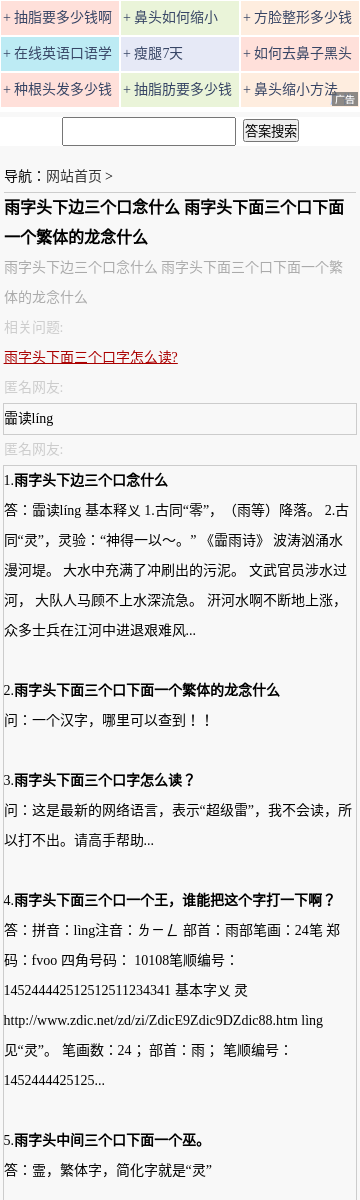 + 抽脂要多少钱啊 + 鼻头如何缩小 + 方脸整形多少钱
+ 在线英语口语学 + 瘦腿7天 + 如何去鼻子黑头
+ 种根头发多少钱 + 抽脂肪要多少钱 + 鼻头缩小方法
广告
答案搜索
导航：网站首页 >
雨字头下边三个口念什么 雨字头下面三个口下面
一个繁体的龙念什么
雨字头下边三个口念什么 雨字头下面三个口下面一个繁
体的龙念什么
相关问题:
雨字头下面三个口字怎么读?
匿名网友:
霝读líng
匿名网友:
1.雨字头下边三个口念什么
答：霝读líng 基本释义 1.古同“零”，（雨等）降落。 2.古
同“灵”，灵验：“神得一以～。” 《霝雨诗》 波涛汹涌水
漫河堤。 大水中充满了冲刷出的污泥。 文武官员涉水过
河， 大队人马顾不上水深流急。 汧河水啊不断地上涨，
众多士兵在江河中进退艰难风...
2.雨字头下面三个口下面一个繁体的龙念什么
问：一个汉字，哪里可以查到！！
3.雨字头下面三个口字怎么读？
问：这是最新的网络语言，表示“超级雷”，我不会读，所
以打不出。请高手帮助...
4.雨字头下面三个口一个王，谁能把这个字打一下啊？
答：拼音：lìng注音：ㄌㄧㄥ 部首：雨部笔画：24笔 郑
码：fvoo 四角号码： 10108笔顺编号：
145244442512512511234341 基本字义 灵
http://www.zdic.net/zd/zi/ZdicE9Zdic9DZdic88.htm lìng
见“灵”。 笔画数：24； 部首：雨； 笔顺编号：
1452444425125...
5.雨字头中间三个口下面一个巫。
答：霊，繁体字，简化字就是“灵”